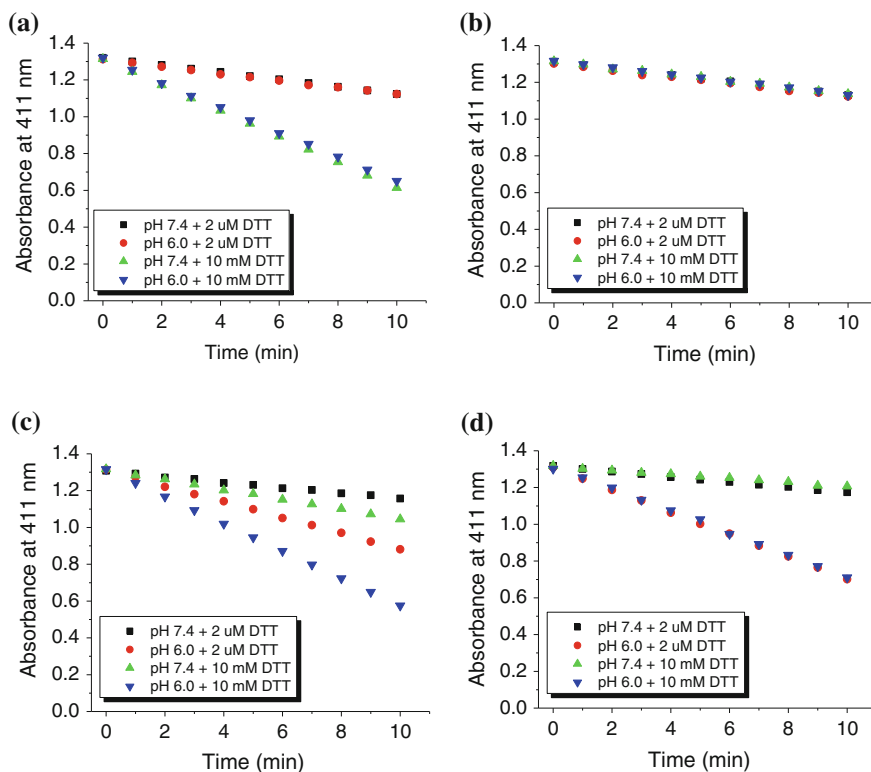 (a)
1.4
1.2
1.0
0.8
0.6
0.4
0.2
0.0
Absorbance at 411 nm
pH 7.4 + 2 uM DTT
pH 6.0 + 2 uM DTT
pH 7.4 + 10 mM DTT
pH 6.0 + 10 mM DTT
0 2 4 6 8 10
Time (min)
(b)
1.4
1.2
1.0
0.8
0.6
0.4
0.2
0.0
Absorbance at 411 nm
pH 7.4 + 2 uM DTT
pH 6.0 + 2 uM DTT
pH 7.4 + 10 mM DTT
pH 6.0 + 10 mM DTT
0 2 4 6 8 10
Time (min)
(c)
1.4
1.2
1.0
0.8
0.6
0.4
0.2
0.0
Absorbance at 411 nm
pH 7.4 + 2 uM DTT
pH 6.0 + 2 uM DTT
pH 7.4 + 10 mM DTT
pH 6.0 + 10 mM DTT
0 2 4 6 8 10
Time (min)
(d)
1.4
1.2
1.0
0.8
0.6
0.4
0.2
0.0
Absorbance at 411 nm
pH 7.4 + 2 uM DTT
pH 6.0 + 2 uM DTT
pH 7.4 + 10 mM DTT
pH 6.0 + 10 mM DTT
0 2 4 6 8 10
Time (min)